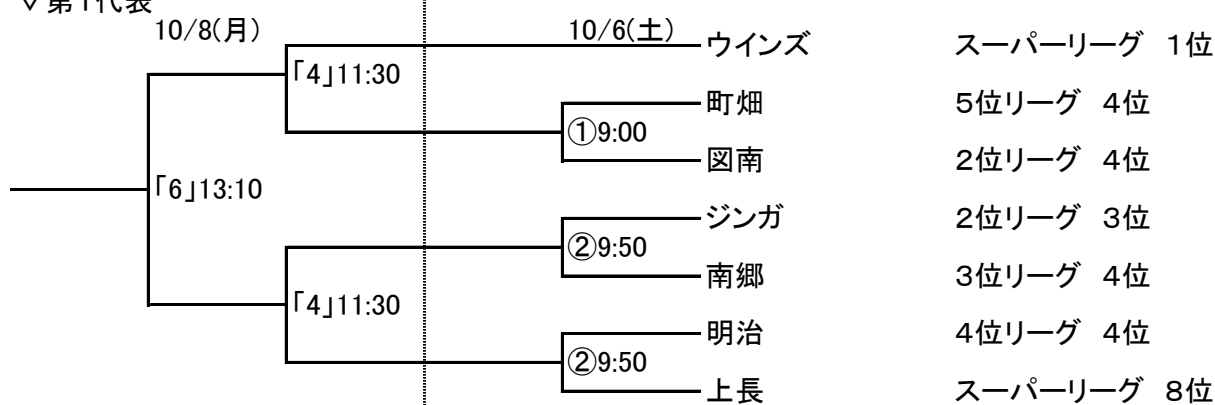 ▽第1代表
10/8(月) 10/6(土)
ウインズ スーパーリーグ 1位
「4」11:30
町畑 5位リーグ 4位
①9:00
図南 2位リーグ 4位
「6」13:10
ジンガ 2位リーグ 3位
②9:50
南郷 3位リーグ 4位
「4」11:30
明治 4位リーグ 4位
②9:50
上長 スーパーリーグ 8位